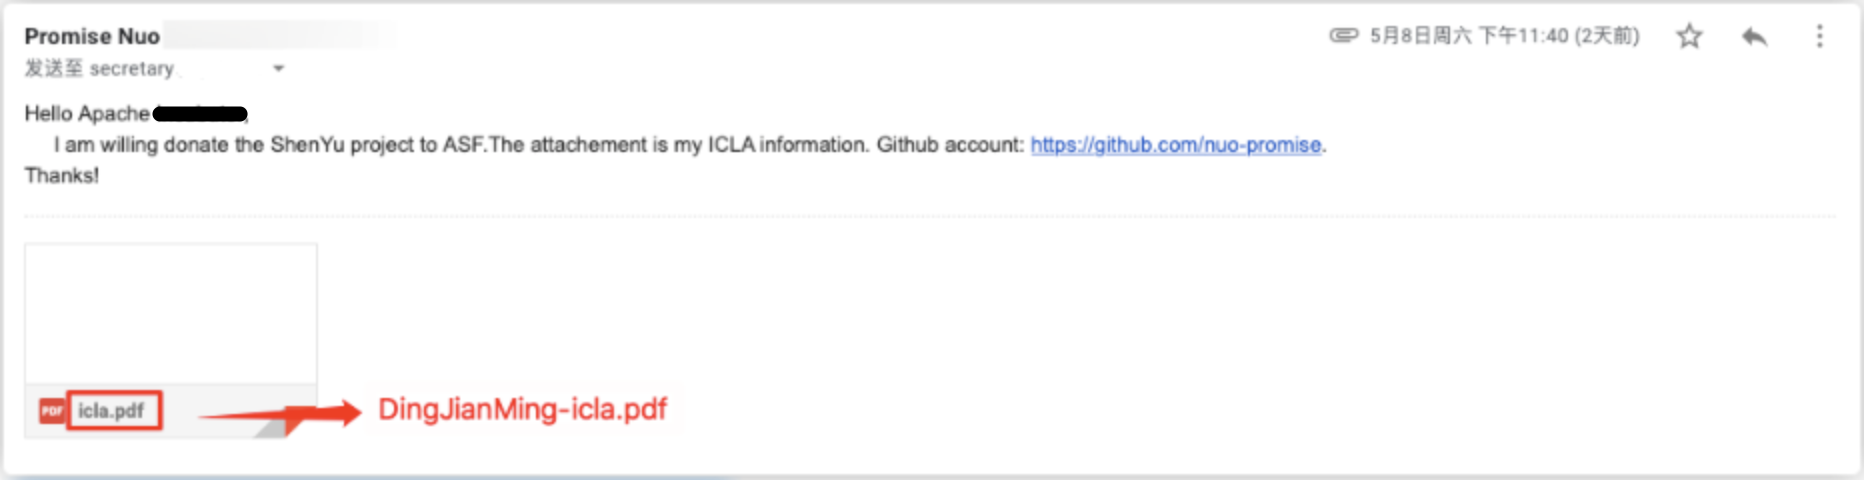 Promise Nuo
5月8日周六 下午11:40 (2天前)
发送至 secretary
Hello Apache
I am willing donate the ShenYu project to ASF.The attachement is my ICLA information. Github account: https://github.com/nuo-promise.
Thanks!
PDF icla.pdf
DingJianMing-icla.pdf